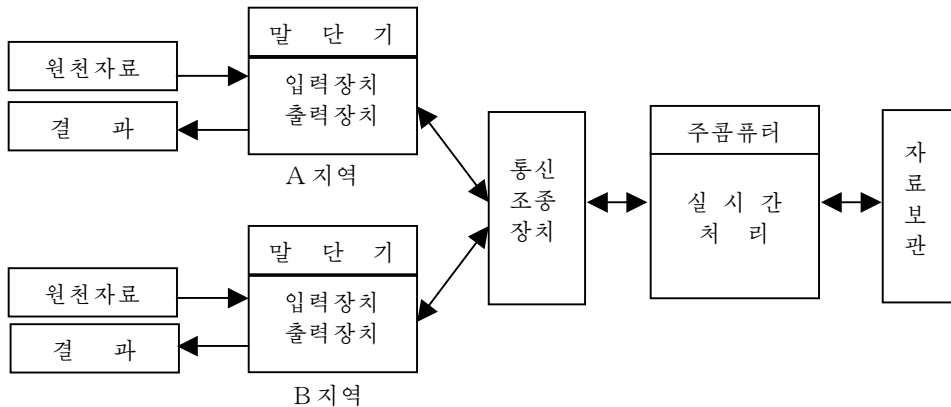 말 단 기
원천자료
입력장치
출력장치
결 과
A 지역
통신
조종
장치
주콤퓨터
실 시 간
처 리
자
료
보
관
말 단 기
원천자료
입력장치
출력장치
결 과
B 지역